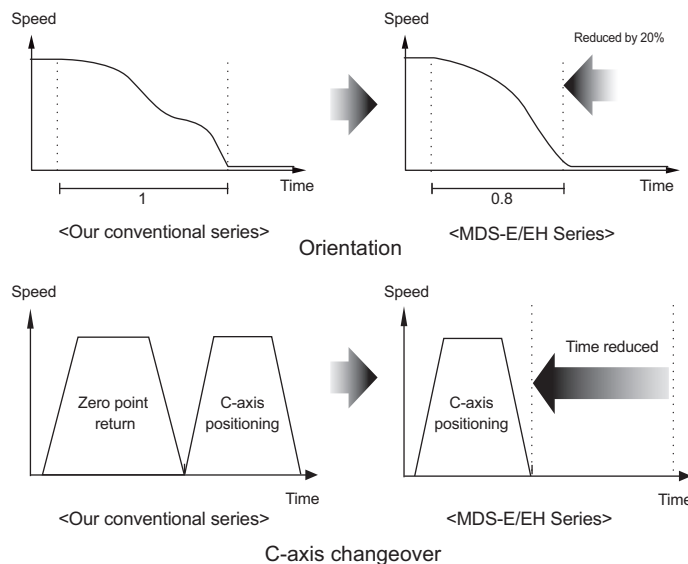 Speed
Time
1
<Our conventional series>
Speed
Reduced by 20%
Time
0.8
<MDS-E/EH Series>
Orientation
Speed
Zero point
return
C-axis
positioning
Time
<Our conventional series>
Speed
C-axis
positioning
Time reduced
Time
<MDS-E/EH Series>
C-axis changeover